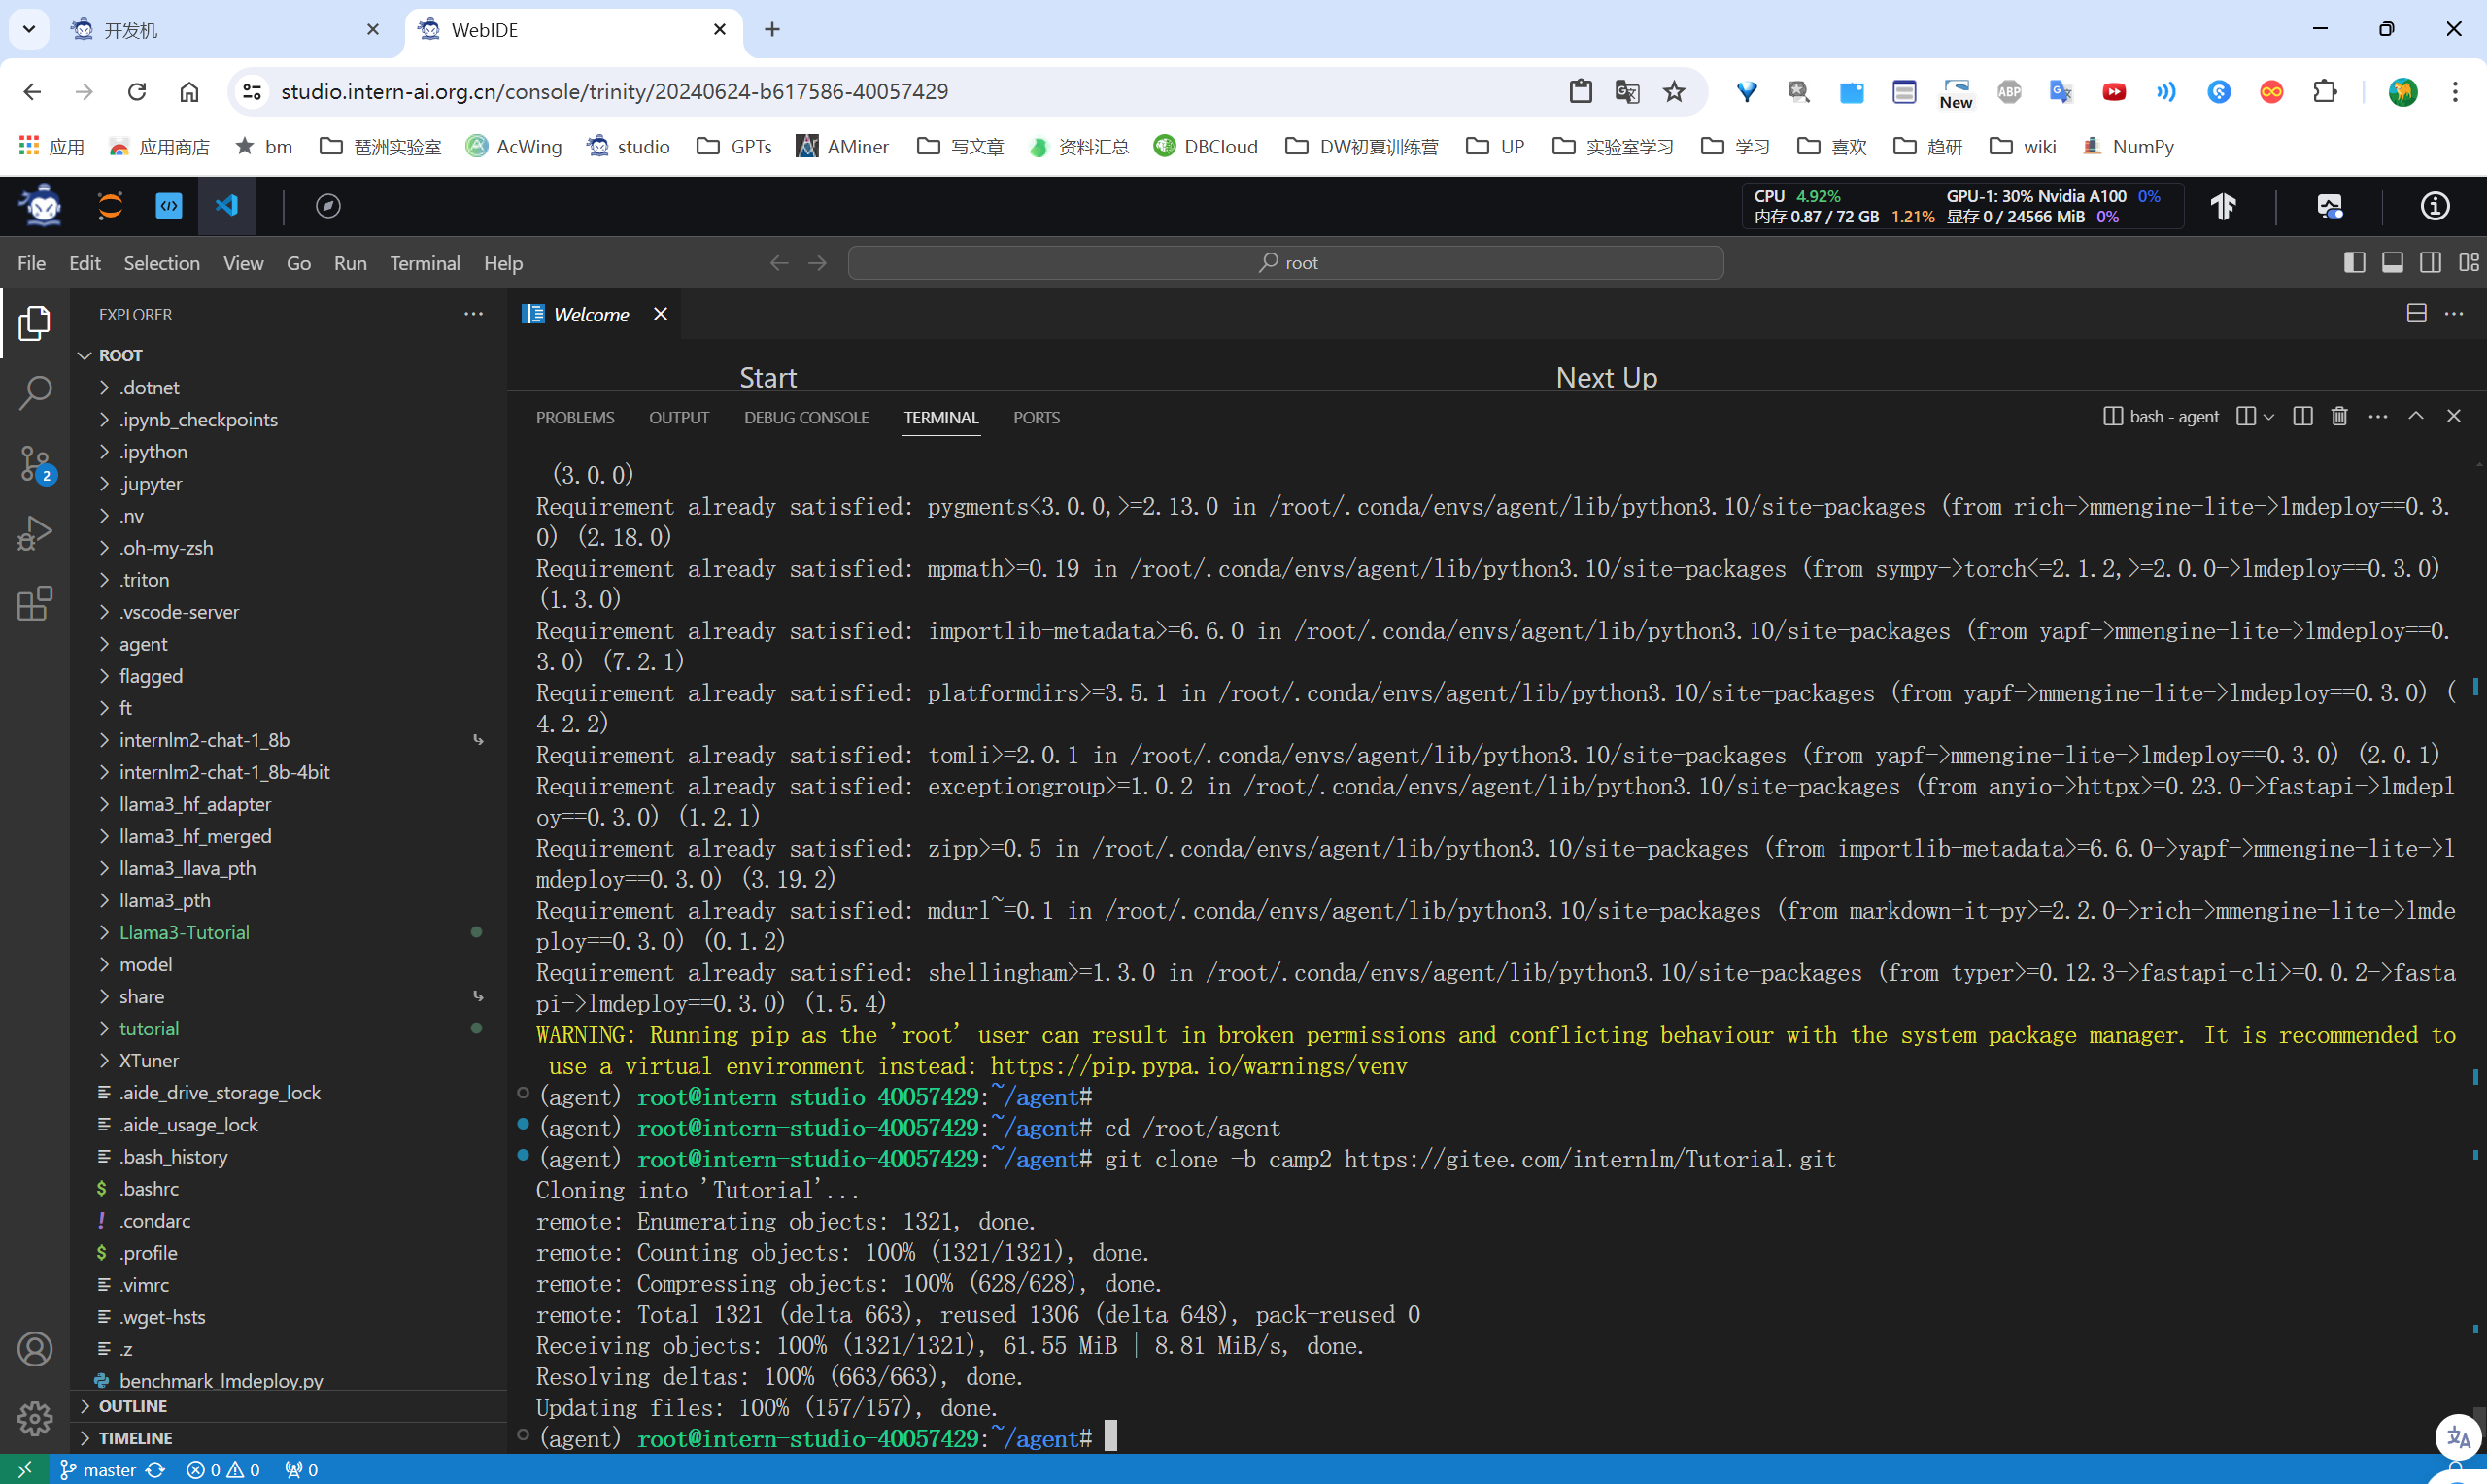 开发机
WebIDE
studio.intern-ai.org.cn/console/trinity/20240624-b617586-40057429
New
ABP
应用
应用商店
bm
琶洲实验室
AcWing
studio
GPTs
AMiner
写文章
资料汇总
DBCloud
DW初夏训练营
UP
实验室学习
学习
喜欢
趋研
wiki
NumPy
CPU 4.92%
GPU-1: 30% Nvidia A100 0%
内存 0.87 / 72 GB 1.21%
显存 0 / 24566 MiB 0%
File Edit Selection View Go Run Terminal Help
root
EXPLORER
ROOT
.dotnet
.ipynb_checkpoints
.ipython
.jupyter
.nv
.oh-my-zsh
.triton
.vscode-server
agent
flagged
ft
internlm2-chat-1_8b
internlm2-chat-1_8b-4bit
llama3_hf_adapter
llama3_hf_merged
llama3_llava_pth
llama3_pth
Llama3-Tutorial
model
share
tutorial
XTuner
.aide_drive_storage_lock
.aide_usage_lock
.bash_history
.bashrc
.condarc
.profile
.vimrc
.wget-hsts
.z
benchmark_lmdeploy.py
OUTLINE
TIMELINE
2
Welcome
Start
Next Up
PROBLEMS OUTPUT DEBUG CONSOLE TERMINAL PORTS
bash - agent
(3.0.0)
Requirement already satisfied: pygments<3.0.0,>=2.13.0 in /root/.conda/envs/agent/lib/python3.10/site-packages (from rich->mmengine-lite->lmdeploy==0.3.
0) (2.18.0)
Requirement already satisfied: mpmath>=0.19 in /root/.conda/envs/agent/lib/python3.10/site-packages (from sympy->torch<=2.1.2,>=2.0.0->lmdeploy==0.3.0)
(1.3.0)
Requirement already satisfied: importlib-metadata>=6.6.0 in /root/.conda/envs/agent/lib/python3.10/site-packages (from yapf->mmengine-lite->lmdeploy==0.
3.0) (7.2.1)
Requirement already satisfied: platformdirs>=3.5.1 in /root/.conda/envs/agent/lib/python3.10/site-packages (from yapf->mmengine-lite->lmdeploy==0.3.0) (
4.2.2)
Requirement already satisfied: tomli>=2.0.1 in /root/.conda/envs/agent/lib/python3.10/site-packages (from yapf->mmengine-lite->lmdeploy==0.3.0) (2.0.1)
Requirement already satisfied: exceptiongroup>=1.0.2 in /root/.conda/envs/agent/lib/python3.10/site-packages (from anyio->httpx>=0.23.0->fastapi->lmdepl
oy==0.3.0) (1.2.1)
Requirement already satisfied: zipp>=0.5 in /root/.conda/envs/agent/lib/python3.10/site-packages (from importlib-metadata>=6.6.0->yapf->mmengine-lite->l
mdeploy==0.3.0) (3.19.2)
Requirement already satisfied: mdurl~=0.1 in /root/.conda/envs/agent/lib/python3.10/site-packages (from markdown-it-py>=2.2.0->rich->mmengine-lite->lmde
ploy==0.3.0) (0.1.2)
Requirement already satisfied: shellingham>=1.3.0 in /root/.conda/envs/agent/lib/python3.10/site-packages (from typer>=0.12.3->fastapi-cli>=0.0.2->fasta
pi->lmdeploy==0.3.0) (1.5.4)
WARNING: Running pip as the 'root' user can result in broken permissions and conflicting behaviour with the system package manager. It is recommended to
use a virtual environment instead: https://pip.pypa.io/warnings/venv
(agent) root@intern-studio-40057429:~/agent#
(agent) root@intern-studio-40057429:~/agent# cd /root/agent
(agent) root@intern-studio-40057429:~/agent# git clone -b camp2 https://gitee.com/internlm/Tutorial.git
Cloning into 'Tutorial'...
remote: Enumerating objects: 1321, done.
remote: Counting objects: 100% (1321/1321), done.
remote: Compressing objects: 100% (628/628), done.
remote: Total 1321 (delta 663), reused 1306 (delta 648), pack-reused 0
Receiving objects: 100% (1321/1321), 61.55 MiB | 8.81 MiB/s, done.
Resolving deltas: 100% (663/663), done.
Updating files: 100% (157/157), done.
(agent) root@intern-studio-40057429:~/agent#
master 0 0 0